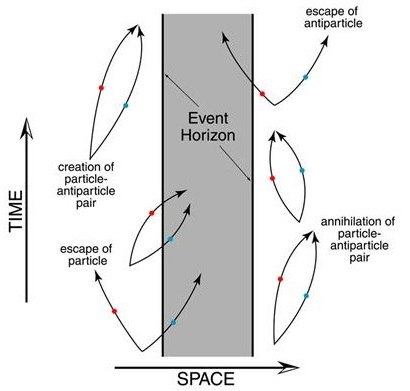 escape of
antiparticle
Event
Horizon
creation of
particle-
antiparticle
pair
TIME
escape of
particle
annihilation of
particle-
antiparticle
pair
SPACE